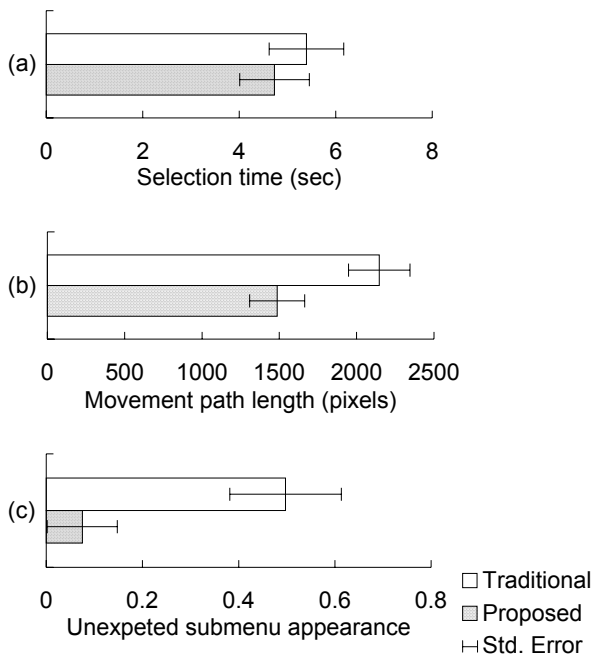 (a)
0 2 4 6 8
Selection time (sec)
(b)
0 500 1000 1500 2000 2500
Movement path length (pixels)
(c)
0 0.2 0.4 0.6 0.8
Unexpeted submenu appearance
Traditional
Proposed
Std. Error